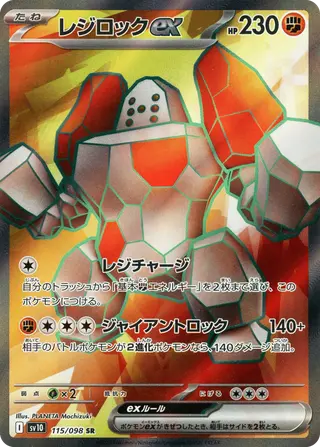 たね レジロックex HP230
レジチャージ
自分のトラッシュから「基本エネルギー」を2枚まで選び、この
ポケモンにつける。
ジャイアントロック 140+
相手のバトルポケモンが2進化ポケモンなら、140ダメージ追加。
弱点 抵抗力 にげる
Illus. PLANETA Mochizuki
exルール
ポケモンexがきぜつしたとき、相手はサイドを2枚とる。
sv10 115/098 SR